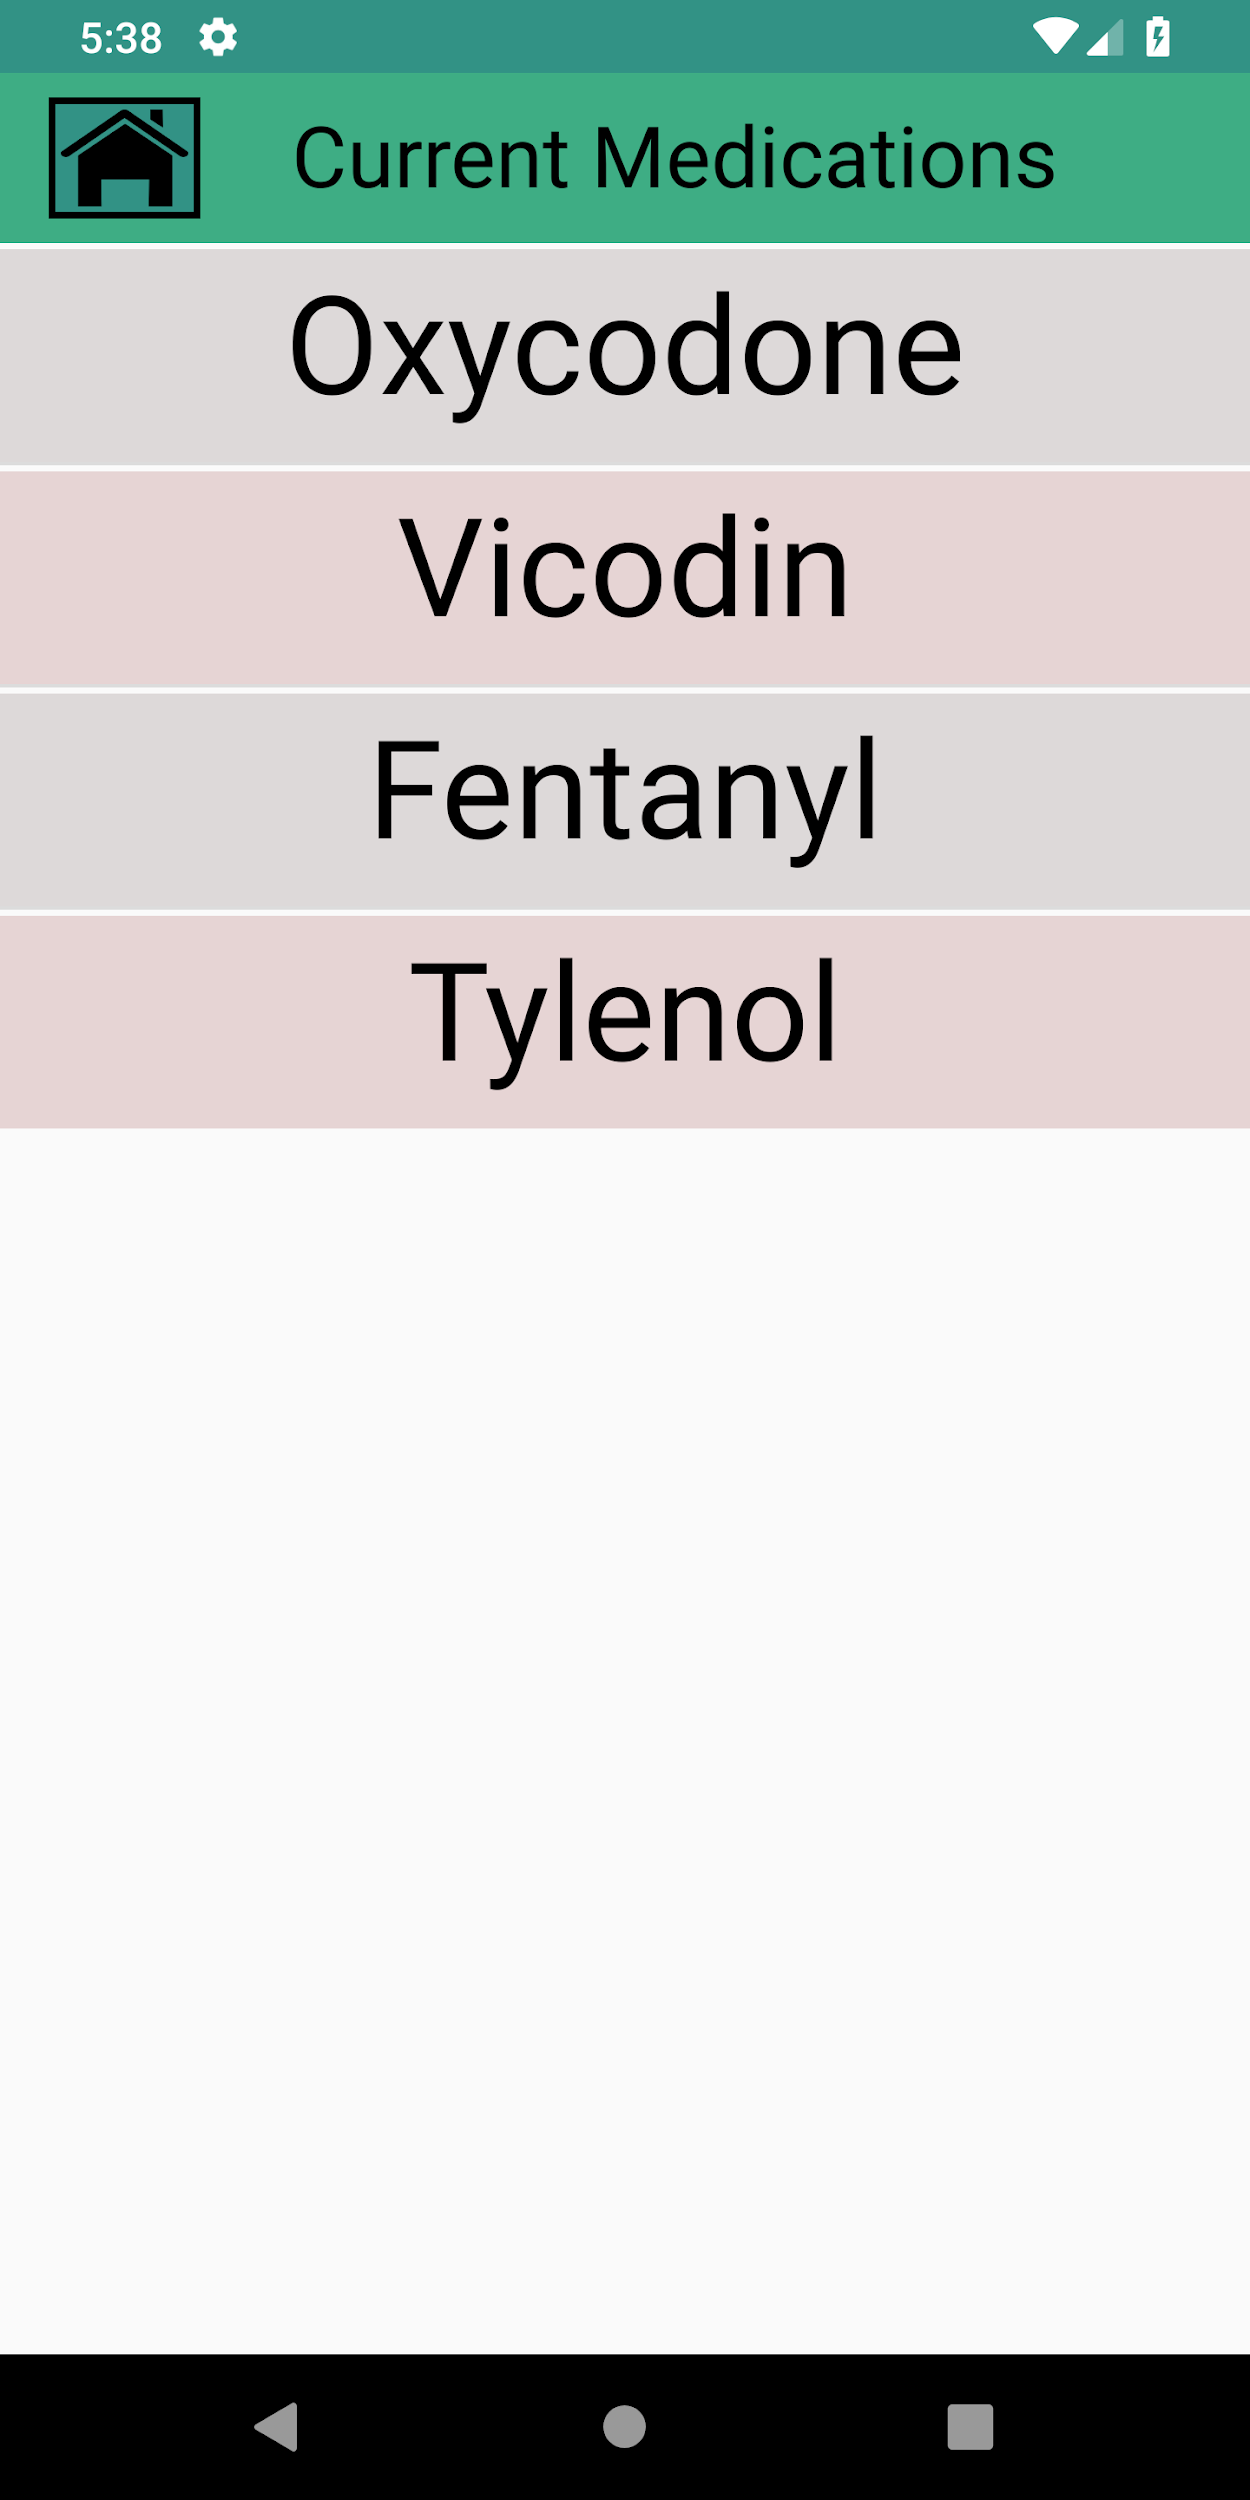 5:38
Current Medications
Oxycodone
Vicodin
Fentanyl
Tylenol